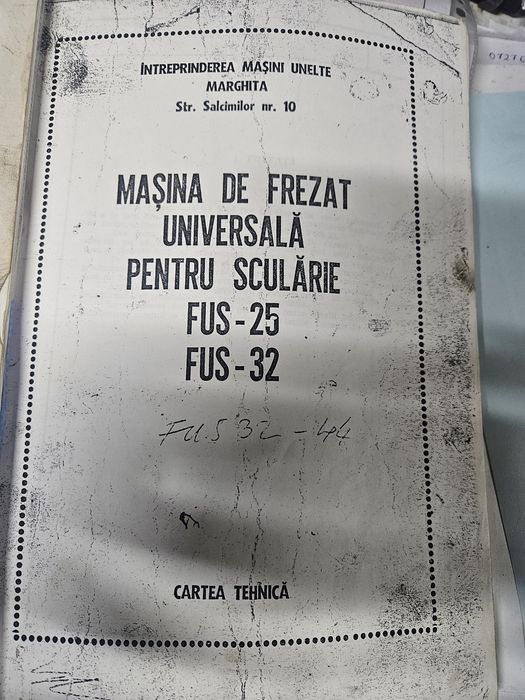 ÎNTREPRINDEREA MAȘINI UNELTE
MARGHITA
Str. Salcimilor nr. 10
MAȘINA DE FREZAT
UNIVERSALĂ
PENTRU SCULĂRIE
FUS-25
FUS-32
FUS 32 - 44
CARTEA TEHNICĂ